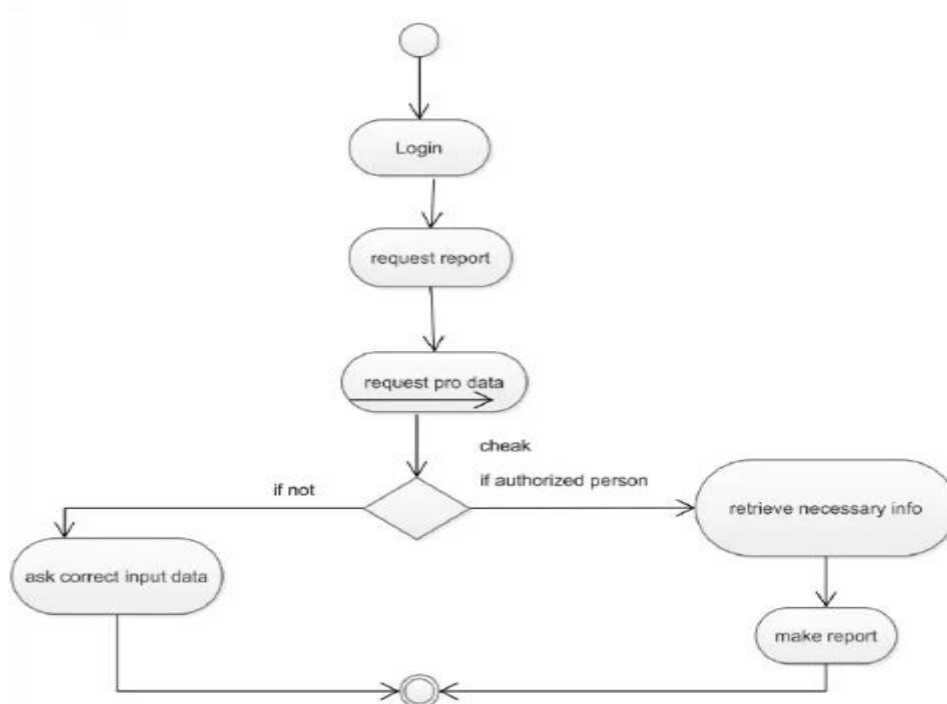 Login
request report
request pro data
cheak
if not
if authorized person
retrieve necessary info
ask correct input data
make report